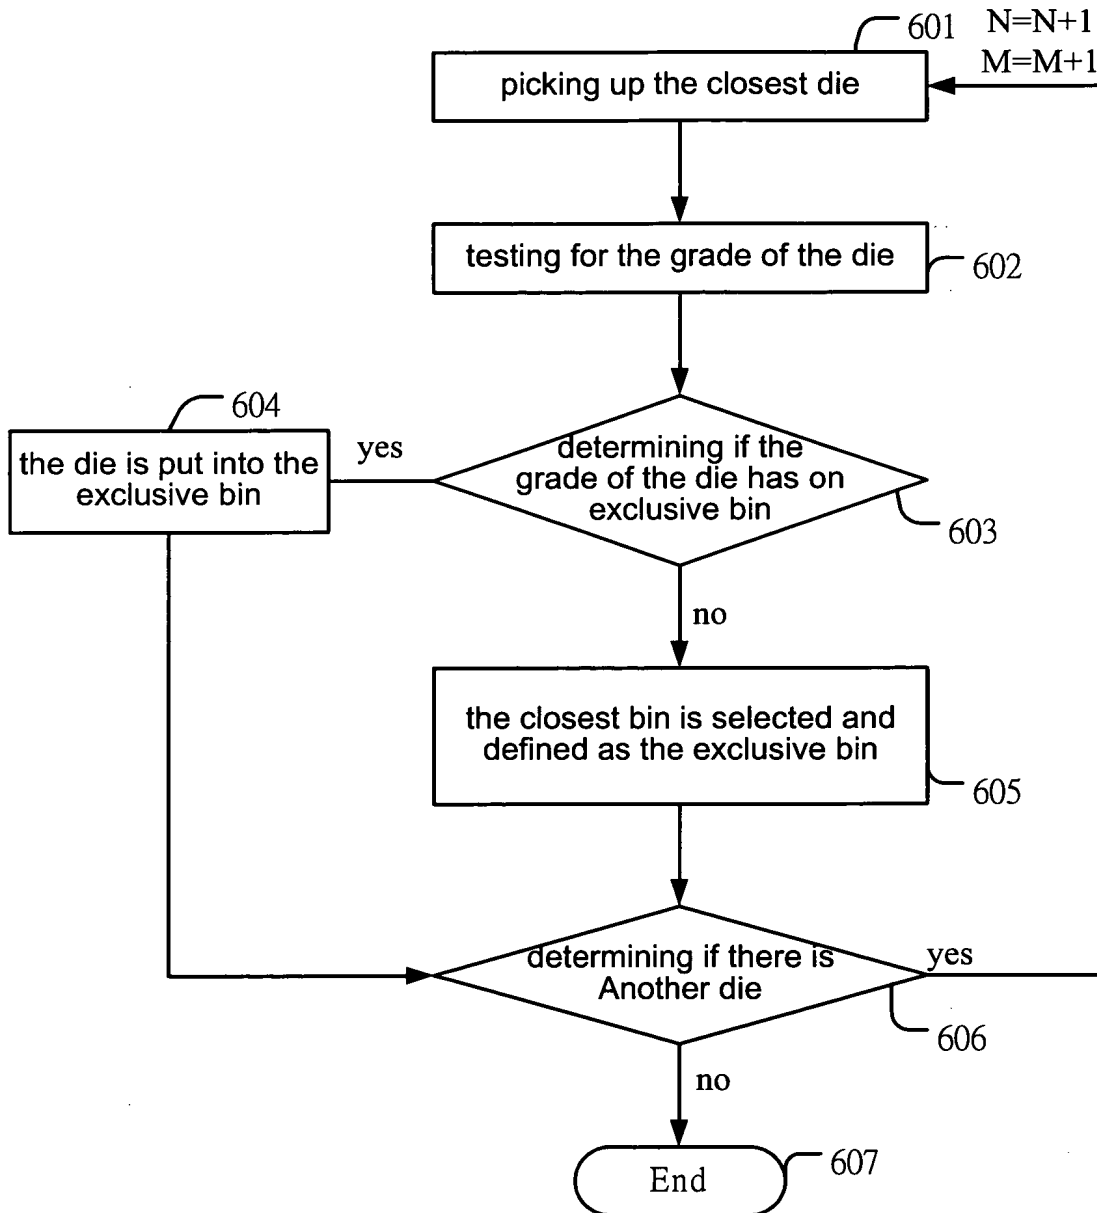 601
N=N+1
M=M+1
picking up the closest die
testing for the grade of the die
602
604
the die is put into the
exclusive bin
yes
determining if the
grade of the die has on
exclusive bin
603
no
the closest bin is selected and
defined as the exclusive bin
605
determining if there is
Another die
yes
606
no
End
607